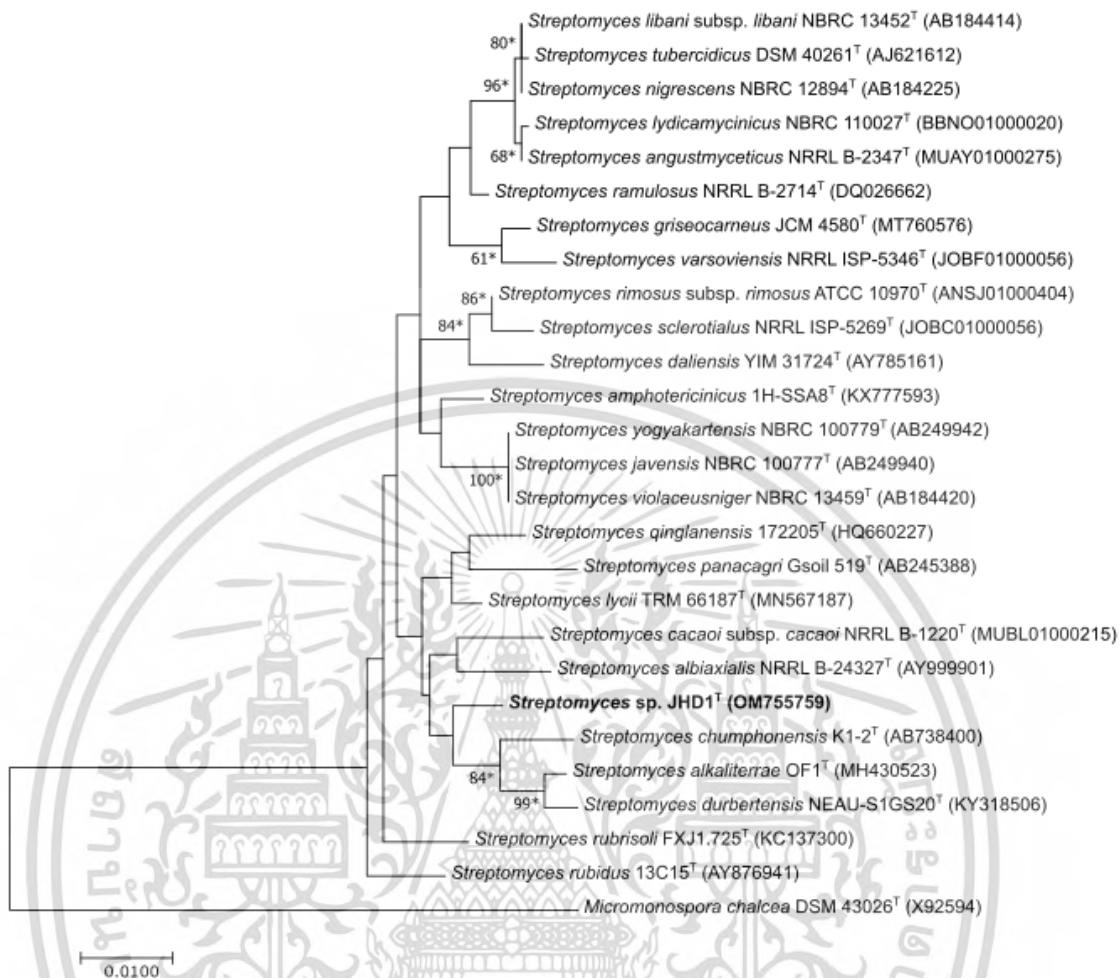 Streptomyces libani subsp. libani NBRC 13452ᵀ (AB184414)
80*
Streptomyces tubercidicus DSM 40261ᵀ (AJ621612)
96*
Streptomyces nigrescens NBRC 12894ᵀ (AB184225)
Streptomyces lydicamycinicus NBRC 110027ᵀ (BBNO01000020)
68*
Streptomyces angustmyceticus NRRL B-2347ᵀ (MUAY01000275)
Streptomyces ramulosus NRRL B-2714ᵀ (DQ026662)
Streptomyces griseocarneus JCM 4580ᵀ (MT760576)
61*
Streptomyces varsoviensis NRRL ISP-5346ᵀ (JOBF01000056)
86*
Streptomyces rimosus subsp. rimosus ATCC 10970ᵀ (ANSJ01000404)
84*
Streptomyces sclerotialus NRRL ISP-5269ᵀ (JOBC01000056)
Streptomyces daliensis YIM 31724ᵀ (AY785161)
Streptomyces amphotericinicus 1H-SSA8ᵀ (KX777593)
Streptomyces yogyakartensis NBRC 100779ᵀ (AB249942)
Streptomyces javensis NBRC 100777ᵀ (AB249940)
100*
Streptomyces violaceusniger NBRC 13459ᵀ (AB184420)
Streptomyces qinglanensis 172205ᵀ (HQ660227)
Streptomyces panacagri Gsoil 519ᵀ (AB245388)
Streptomyces lycii TRM 66187ᵀ (MN567187)
Streptomyces cacaoi subsp. cacaoi NRRL B-1220ᵀ (MUBL01000215)
Streptomyces albiaxialis NRRL B-24327ᵀ (AY999901)
Streptomyces sp. JHD1ᵀ (OM755759)
Streptomyces chumphonensis K1-2ᵀ (AB738400)
84*
Streptomyces alkaliterrae OF1ᵀ (MH430523)
99*
Streptomyces durbertensis NEAU-S1GS20ᵀ (KY318506)
Streptomyces rubrisoli FXJ1.725ᵀ (KC137300)
Streptomyces rubidus 13C15ᵀ (AY876941)
Micromonospora chalcea DSM 43026ᵀ (X92594)
0.0100